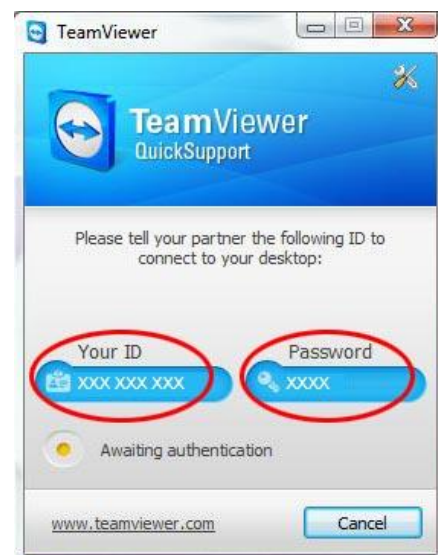 TeamViewer
TeamViewer
QuickSupport
Please tell your partner the following ID to
connect to your desktop:
Your ID
XXX XXX XXX
Password
XXXX
Awaiting authentication
www.teamviewer.com
Cancel